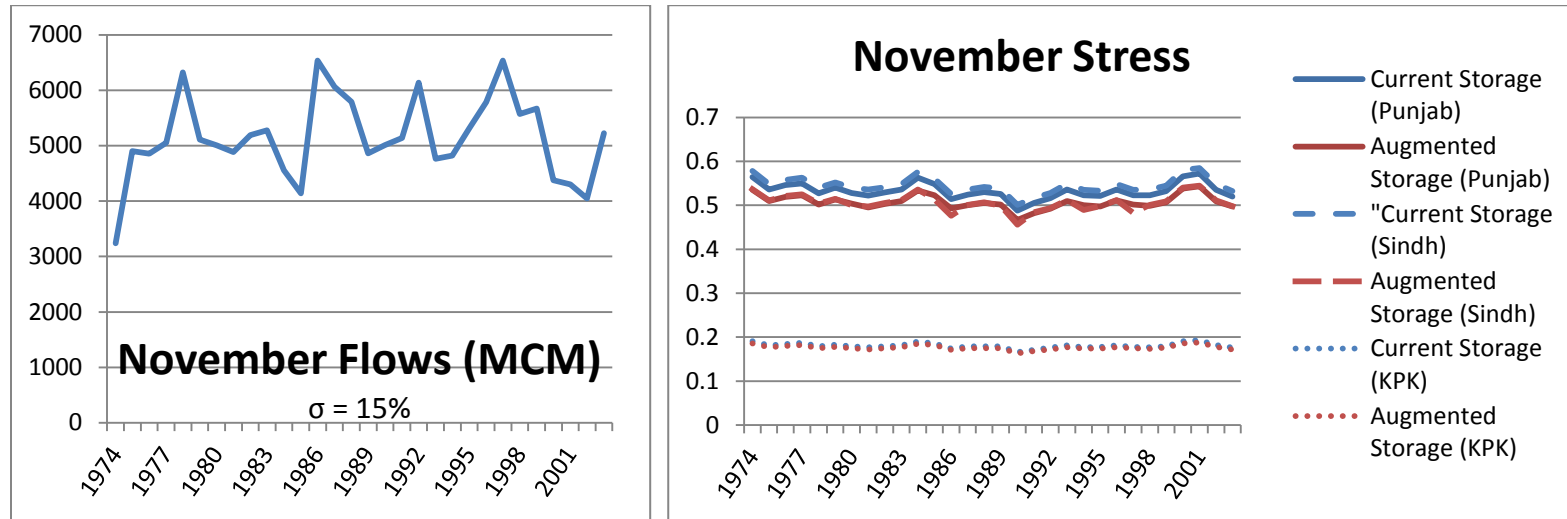 7000
6000
5000
4000
3000
2000
1000
0
November Flows (MCM)
σ = 15%
1974
1977
1980
1983
1986
1989
1992
1995
1998
2001
November Stress
0.7
0.6
0.5
0.4
0.3
0.2
0.1
0
1974
1977
1980
1983
1986
1989
1992
1995
1998
2001
Current Storage
(Punjab)
Augmented
Storage (Punjab)
"Current Storage
(Sindh)
Augmented
Storage (Sindh)
Current Storage
(KPK)
Augmented
Storage (KPK)